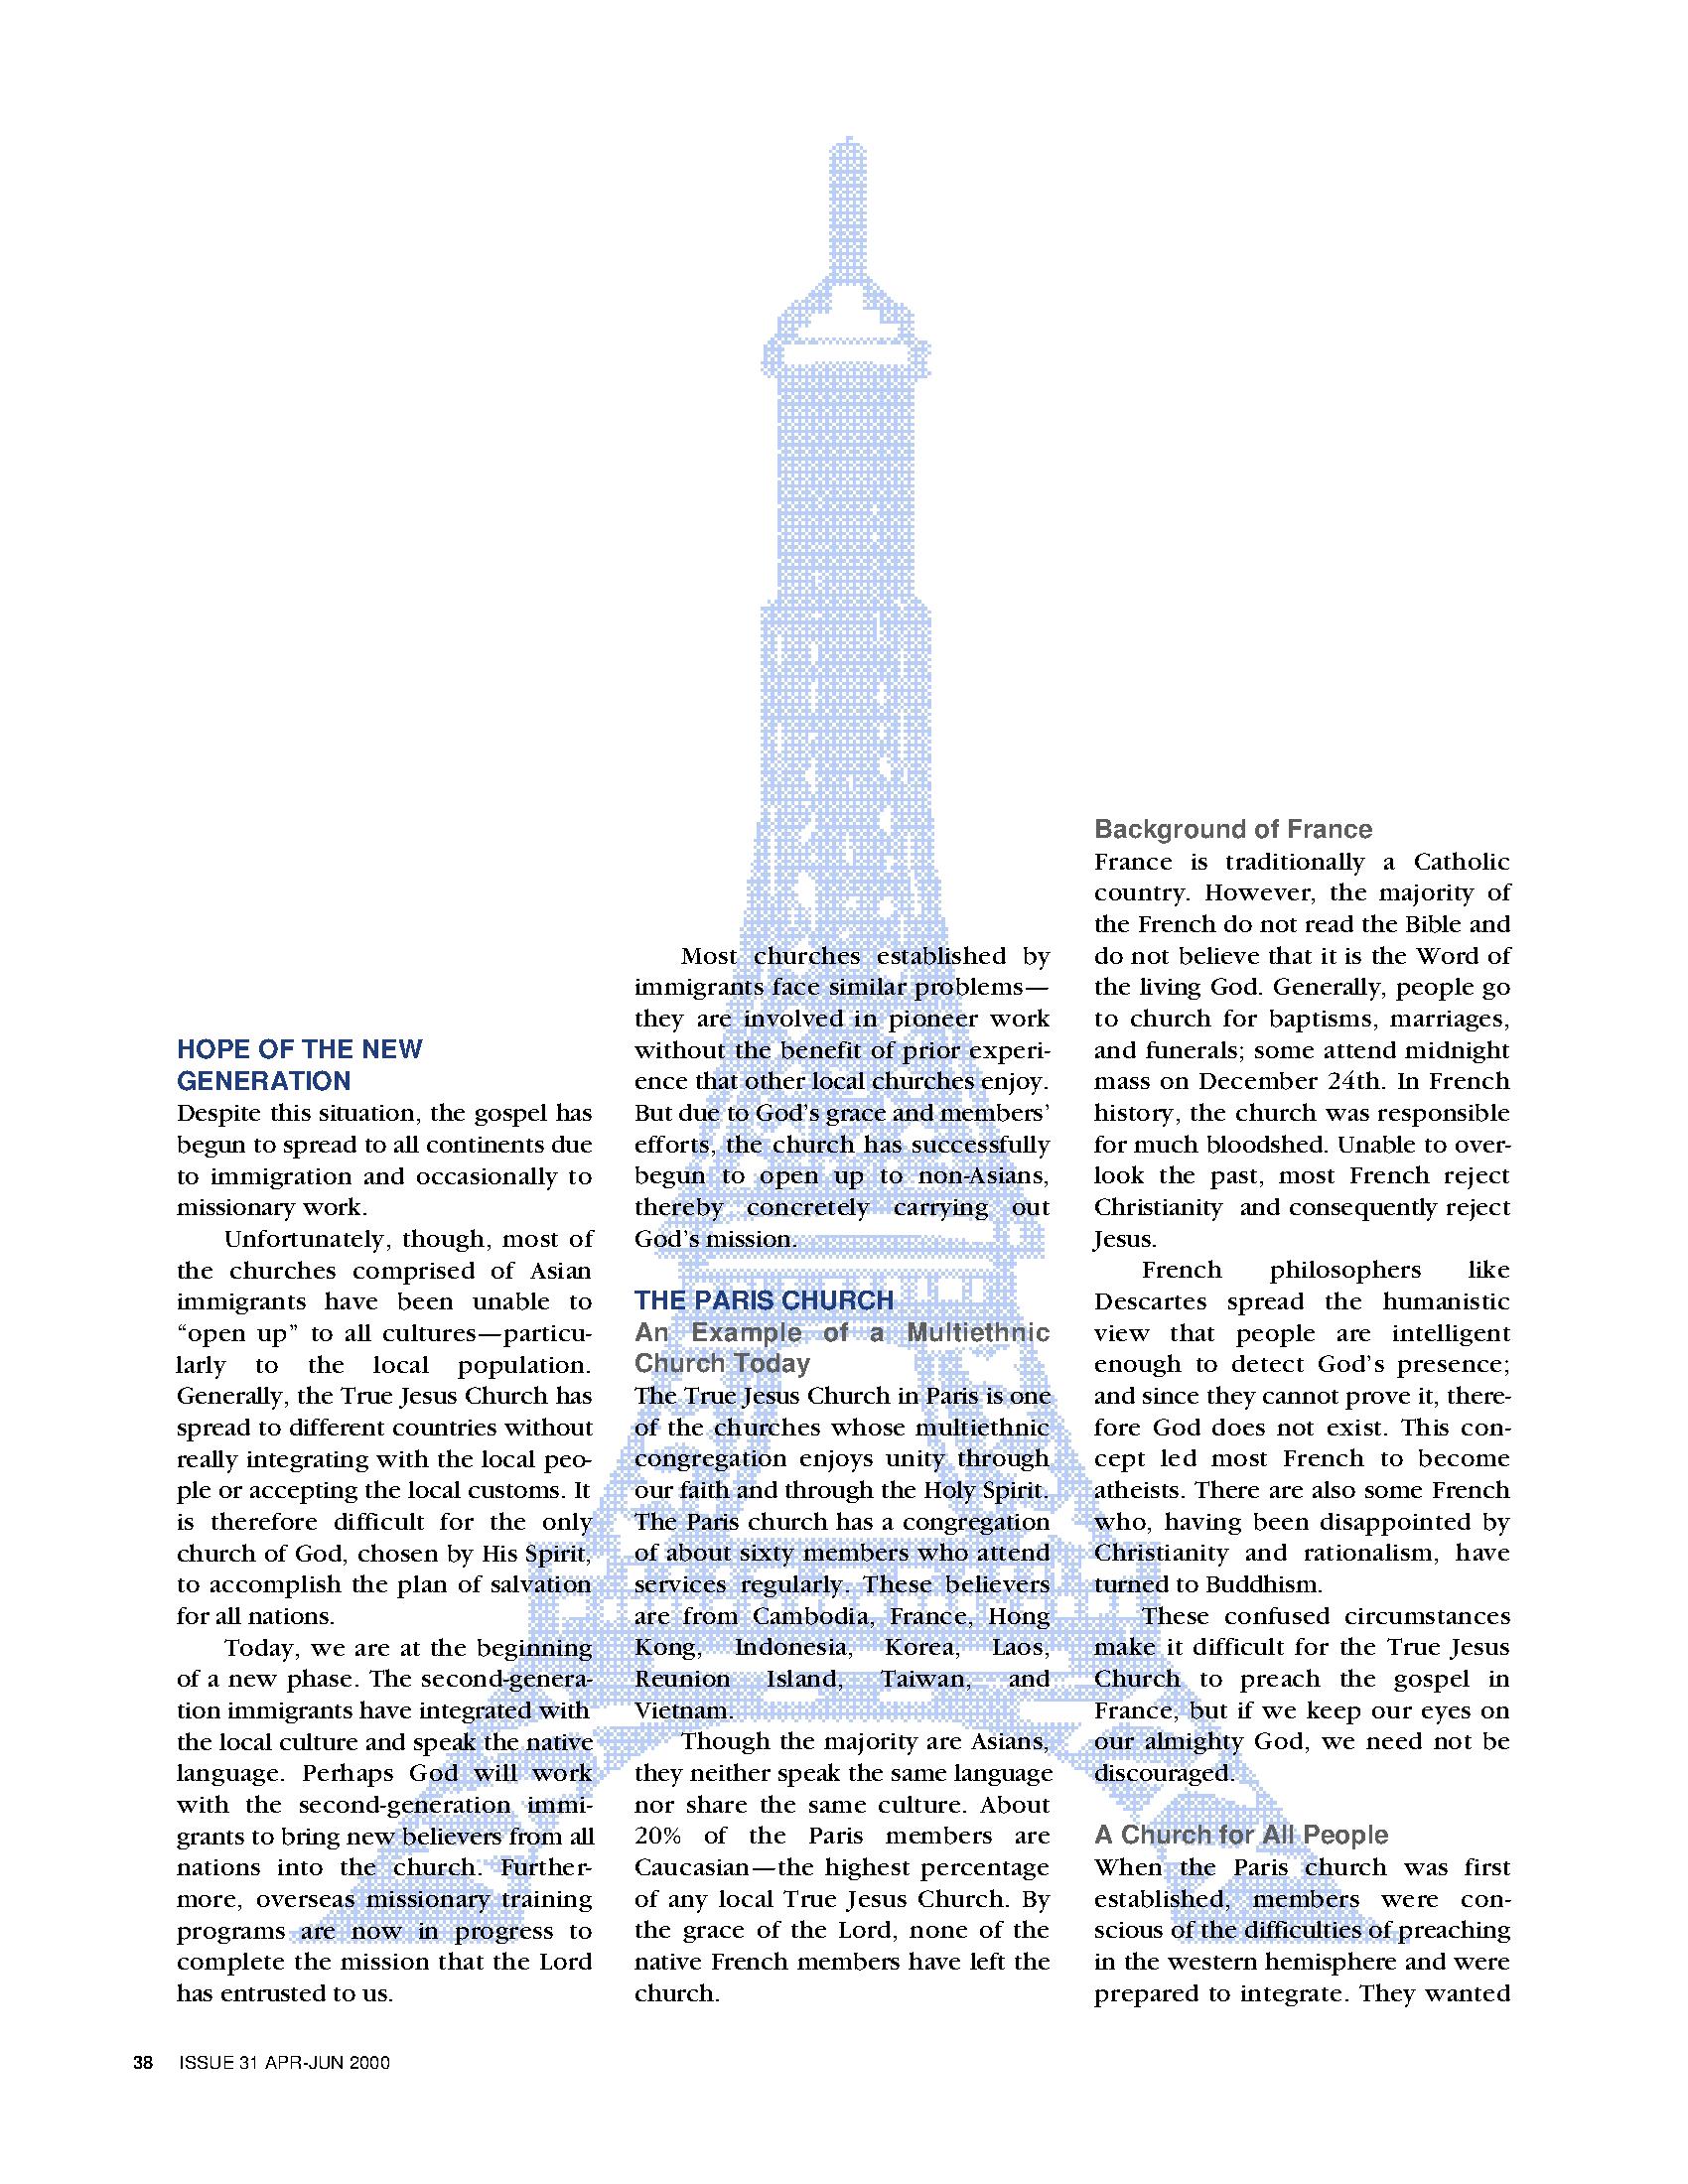 HOPE OF THE NEW
GENERATION
Despite this situation, the gospel has
begun to spread to all continents due
to immigration and occasionally to
missionary work.
Unfortunately, though, most of
the churches comprised of Asian
immigrants have been unable to
“open up” to all cultures—particu-
larly to the local population.
Generally, the True Jesus Church has
spread to different countries without
really integrating with the local peo-
ple or accepting the local customs. It
is therefore difficult for the only
church of God, chosen by His Spirit,
to accomplish the plan of salvation
for all nations.
Today, we are at the beginning
of a new phase. The second-genera-
tion immigrants have integrated with
the local culture and speak the native
language. Perhaps God will work
with the second-generation immi-
grants to bring new believers from all
nations into the church. Further-
more, overseas missionary training
programs are now in progress to
complete the mission that the Lord
has entrusted to us.
Most churches established by
immigrants face similar problems—
they are involved in pioneer work
without the benefit of prior experi-
ence that other local churches enjoy.
But due to God’s grace and members’
efforts, the church has successfully
begun to open up to non-Asians,
thereby concretely carrying out
God’s mission.
THE PARIS CHURCH
An Example of a Multiethnic
Church Today
The True Jesus Church in Paris is one
of the churches whose multiethnic
congregation enjoys unity through
our faith and through the Holy Spirit.
The Paris church has a congregation
of about sixty members who attend
services regularly. These believers
are from Cambodia, France, Hong
Kong, Indonesia, Korea, Laos,
Reunion Island, Taiwan, and
Vietnam.
Though the majority are Asians,
they neither speak the same language
nor share the same culture. About
20% of the Paris members are
Caucasian—the highest percentage
of any local True Jesus Church. By
the grace of the Lord, none of the
native French members have left the
church.
Background of France
France is traditionally a Catholic
country. However, the majority of
the French do not read the Bible and
do not believe that it is the Word of
the living God. Generally, people go
to church for baptisms, marriages,
and funerals; some attend midnight
mass on December 24th. In French
history, the church was responsible
for much bloodshed. Unable to over-
look the past, most French reject
Christianity and consequently reject
Jesus.
French philosophers like
Descartes spread the humanistic
view that people are intelligent
enough to detect God’s presence;
and since they cannot prove it, there-
fore God does not exist. This con-
cept led most French to become
atheists. There are also some French
who, having been disappointed by
Christianity and rationalism, have
turned to Buddhism.
These confused circumstances
make it difficult for the True Jesus
Church to preach the gospel in
France, but if we keep our eyes on
our almighty God, we need not be
discouraged.
A Church for All People
When the Paris church was first
established, members were con-
scious of the difficulties of preaching
in the western hemisphere and were
prepared to integrate. They wanted
38 ISSUE 31 APR-JUN 2000